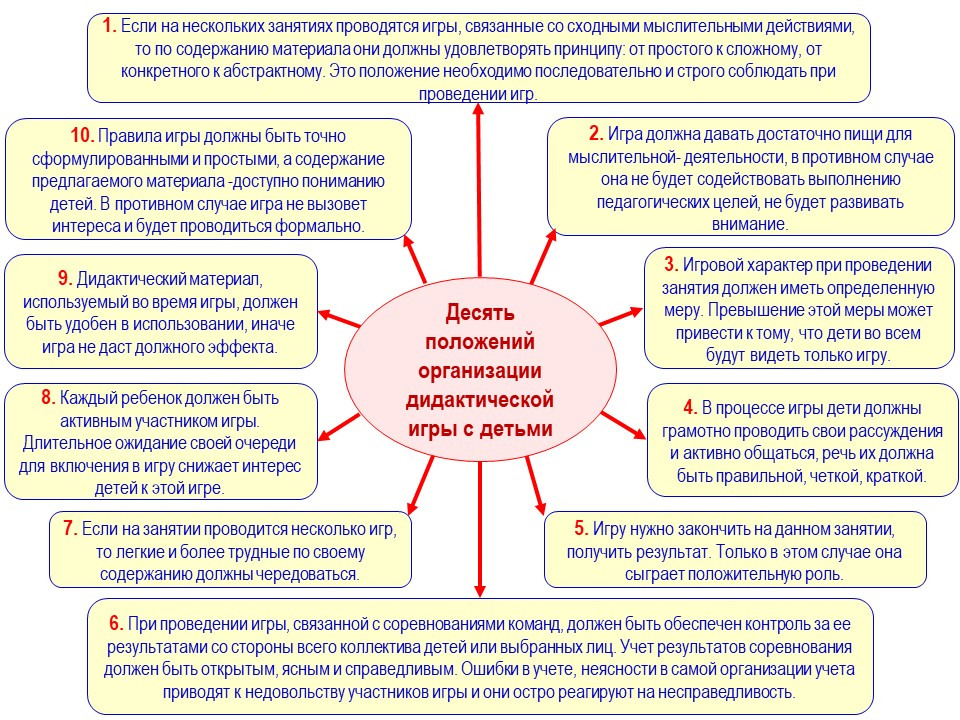 1. Если на нескольких занятиях проводятся игры, связанные со сходными мыслительными действиями,
то по содержанию материала они должны удовлетворять принципу: от простого к сложному, от
конкретного к абстрактному. Это положение необходимо последовательно и строго соблюдать при
проведении игр.
10. Правила игры должны быть точно
сформулированными и простыми, а содержание
предлагаемого материала -доступно пониманию
детей. В противном случае игра не вызовет
интереса и будет проводиться формально.
2. Игра должна давать достаточно пищи для
мыслительной- деятельности, в противном случае
она не будет содействовать выполнению
педагогических целей, не будет развивать
внимание.
9. Дидактический материал,
используемый во время игры, должен
быть удобен в использовании, иначе
игра не даст должного эффекта.
3. Игровой характер при проведении
занятия должен иметь определенную
меру. Превышение этой меры может
привести к тому, что дети во всем
будут видеть только игру.
Десять
положений
организации
дидактической
игры с детьми
8. Каждый ребенок должен быть
активным участником игры.
Длительное ожидание своей очереди
для включения в игру снижает интерес
детей к этой игре.
4. В процессе игры дети должны
грамотно проводить свои рассуждения
и активно общаться, речь их должна
быть правильной, четкой, краткой.
7. Если на занятии проводится несколько игр,
то легкие и более трудные по своему
содержанию должны чередоваться.
5. Игру нужно закончить на данном занятии,
получить результат. Только в этом случае она
сыграет положительную роль.
6. При проведении игры, связанной с соревнованиями команд, должен быть обеспечен контроль за ее
результатами со стороны всего коллектива детей или выбранных лиц. Учет результатов соревнования
должен быть открытым, ясным и справедливым. Ошибки в учете, неясности в самой организации учета
приводят к недовольству участников игры и они остро реагируют на несправедливость.